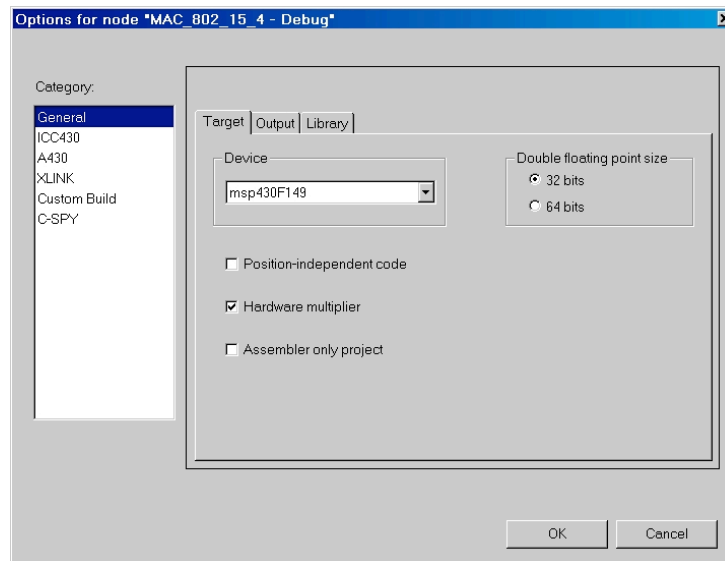 Options for node "MAC_802_15_4 - Debug"
Category:
General
ICC430
A430
XLINK
Custom Build
C-SPY
Target Output Library
Device
msp430F149
Double floating point size
32 bits
64 bits
Position-independent code
Hardware multiplier
Assembler only project
OK Cancel